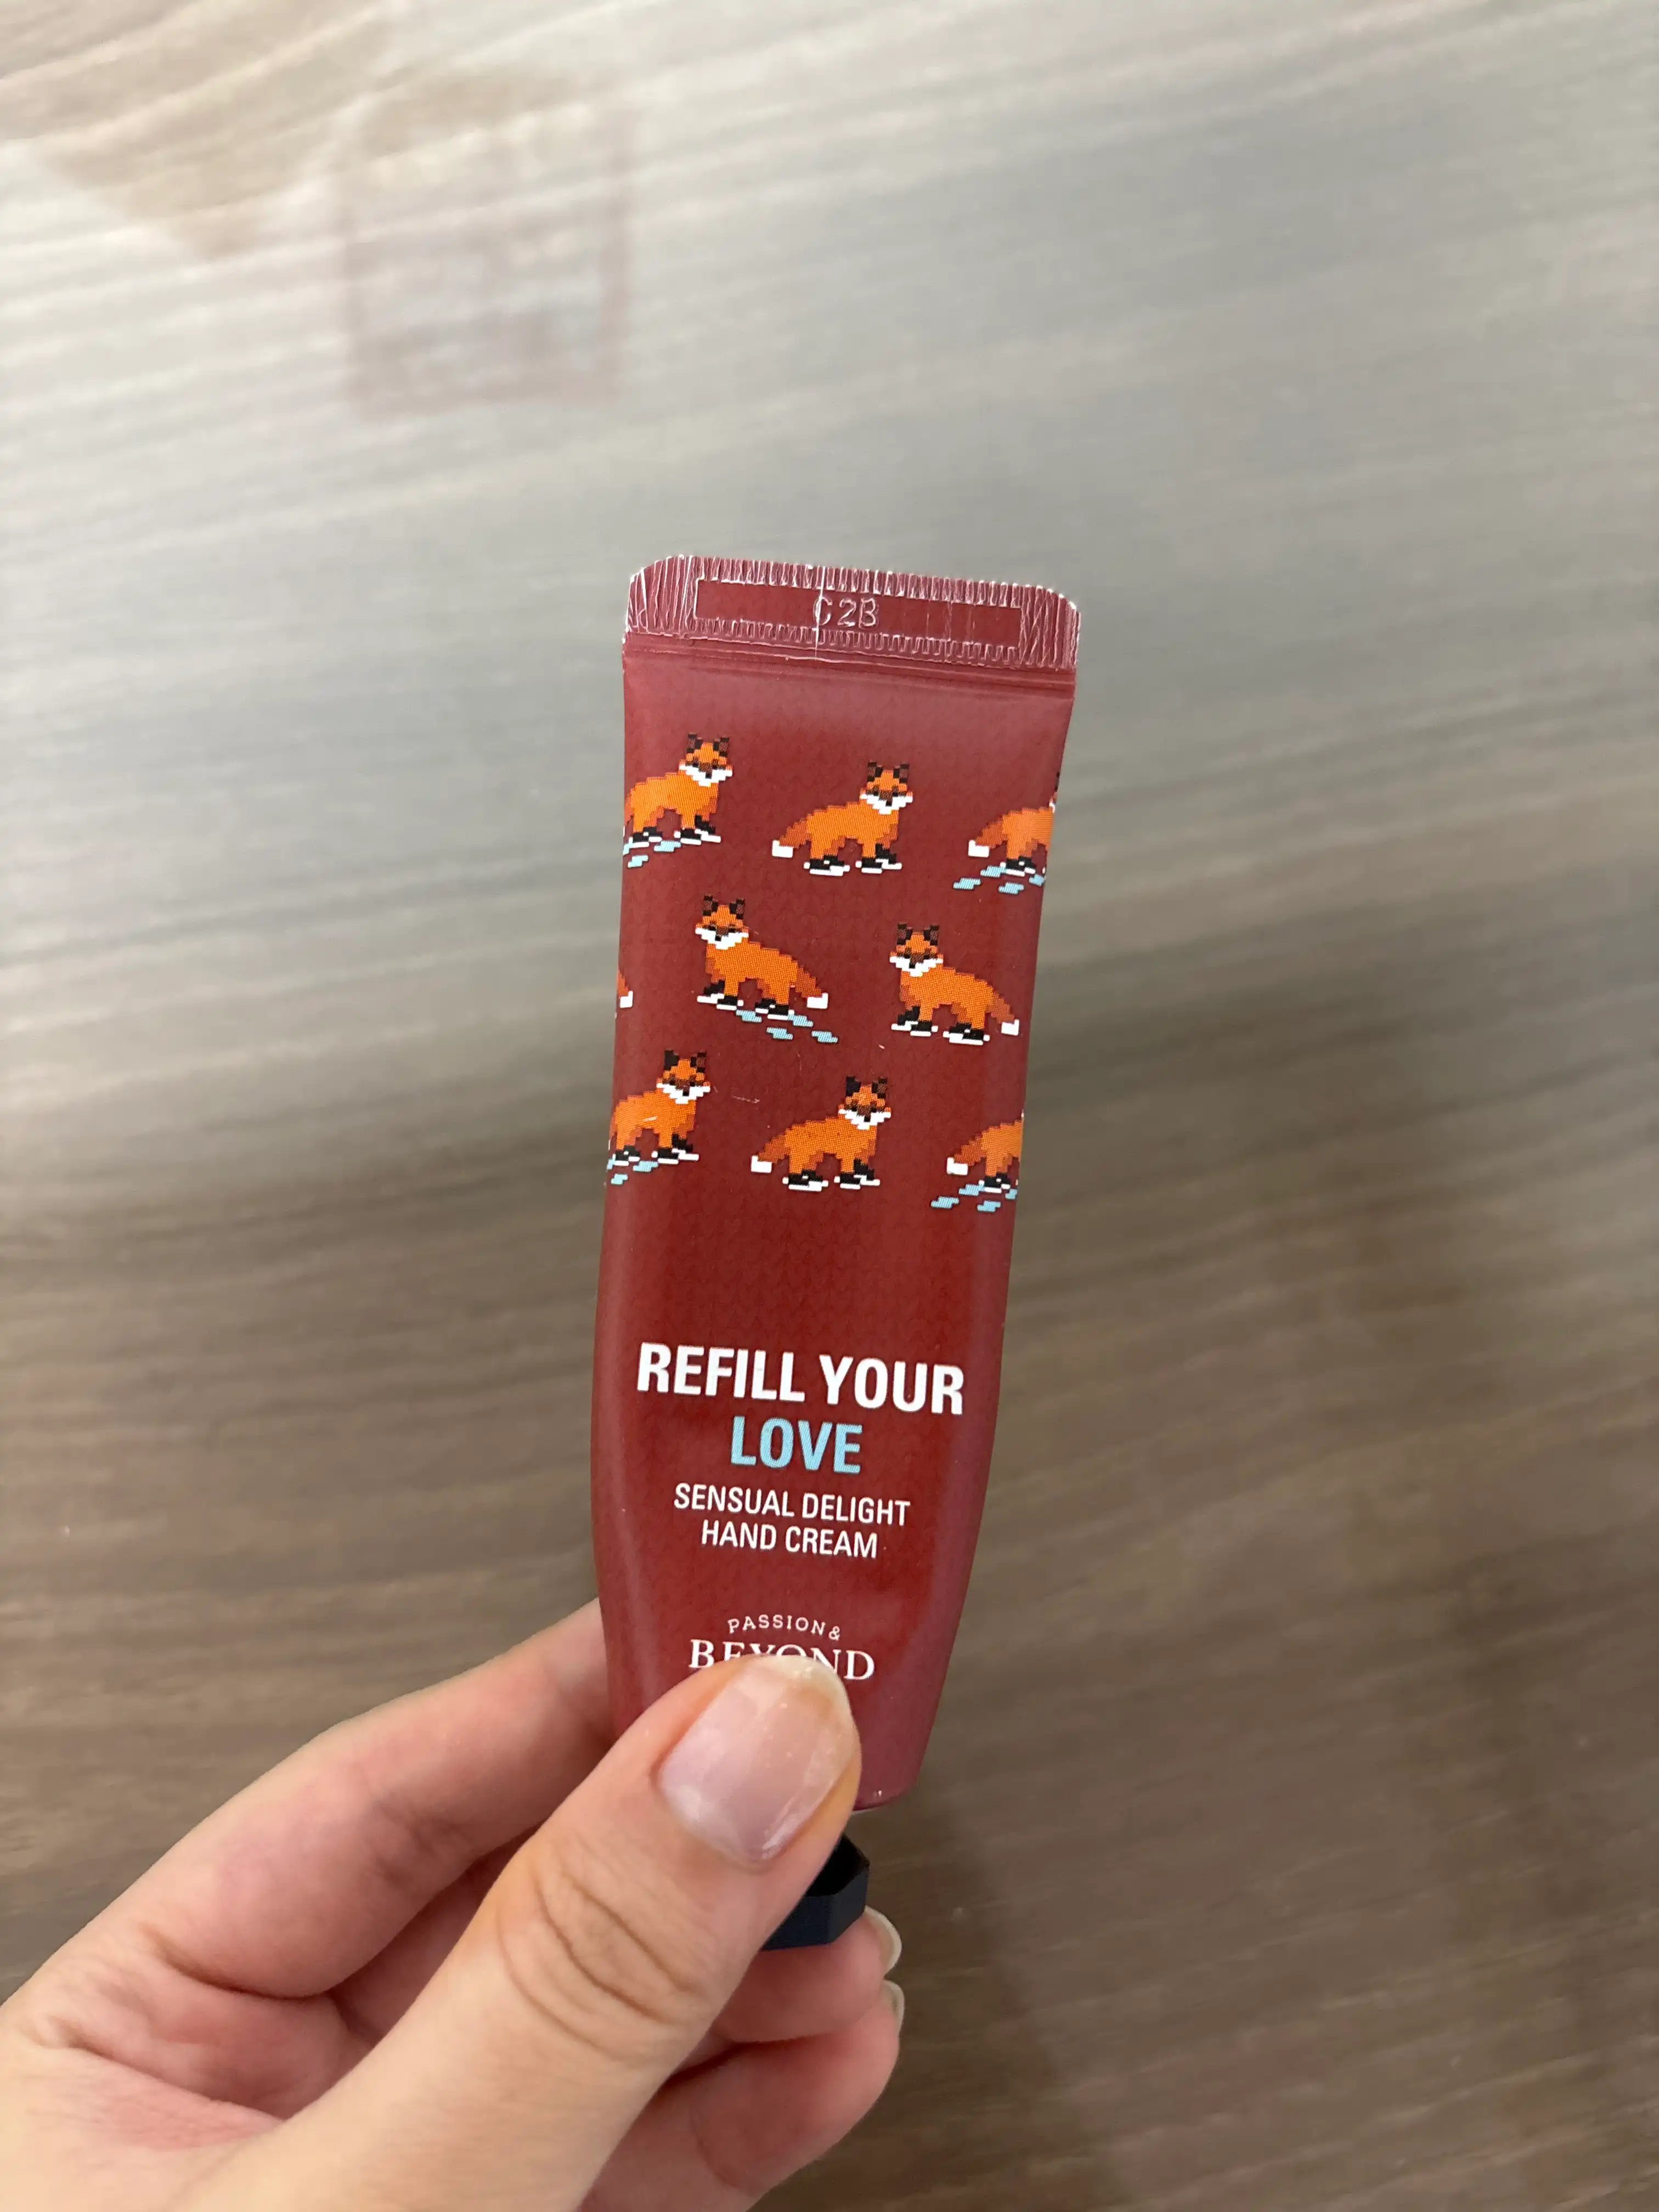 C2B
REFILL YOUR
LOVE
SENSUAL DELIGHT
HAND CREAM
PASSION &
BEYOND